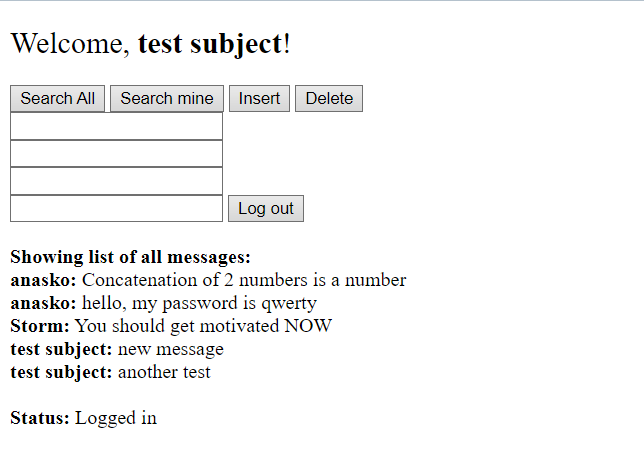 Welcome, test subject!
Search All Search mine Insert Delete
Log out
Showing list of all messages:
anasko: Concatenation of 2 numbers is a number
anasko: hello, my password is qwerty
Storm: You should get motivated NOW
test subject: new message
test subject: another test
Status: Logged in